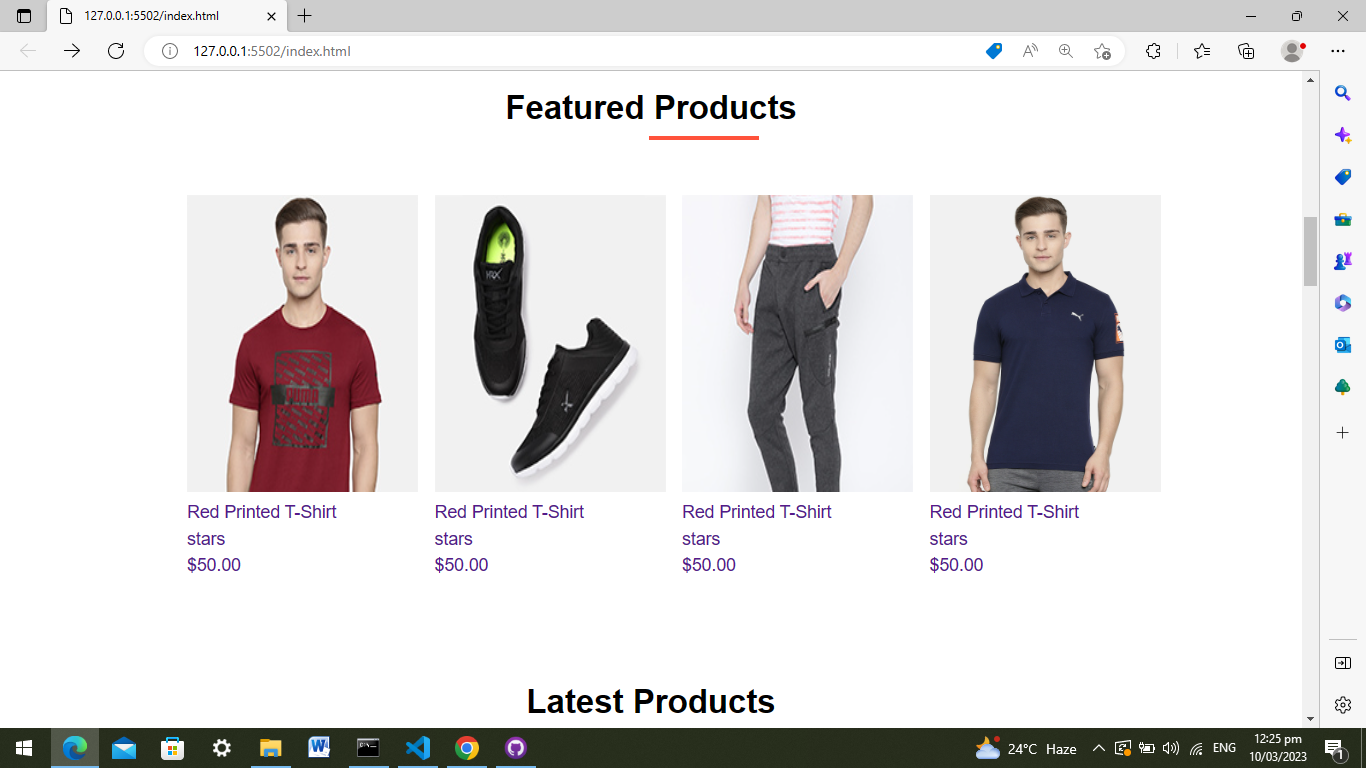 127.0.0.1:5502/index.html
127.0.0.1:5502/index.html
Featured Products
Red Printed T-Shirt
stars
$50.00
Red Printed T-Shirt
stars
$50.00
Red Printed T-Shirt
stars
$50.00
Red Printed T-Shirt
stars
$50.00
Latest Products
24°C Haze
ENG
12:25 pm
10/03/2023
1